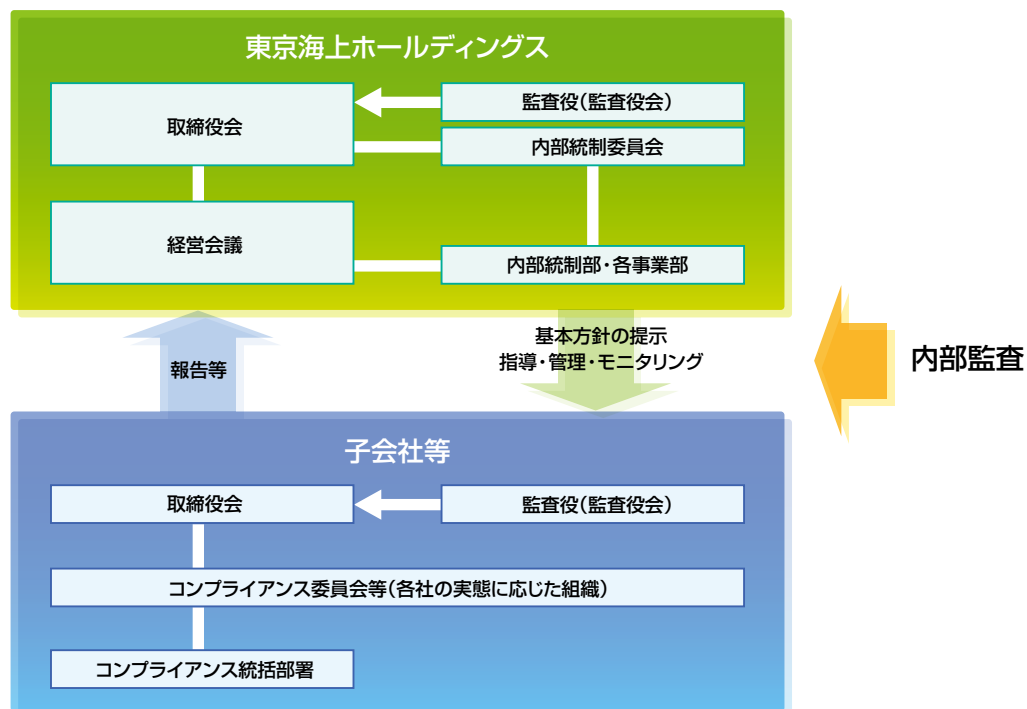 東京海上ホールディングス
取締役会
監査役(監査役会)
内部統制委員会
経営会議
内部統制部・各事業部
報告等
基本方針の提示
指導・管理・モニタリング
内部監査
子会社等
取締役会
監査役(監査役会)
コンプライアンス委員会等(各社の実態に応じた組織)
コンプライアンス統括部署